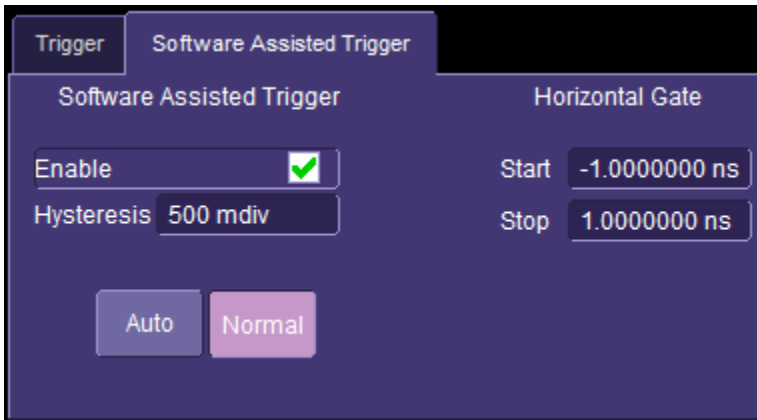 Trigger Software Assisted Trigger
Software Assisted Trigger Horizontal Gate
Enable Start -1.0000000 ns
Hysteresis 500 mdiv Stop 1.0000000 ns
Auto Normal